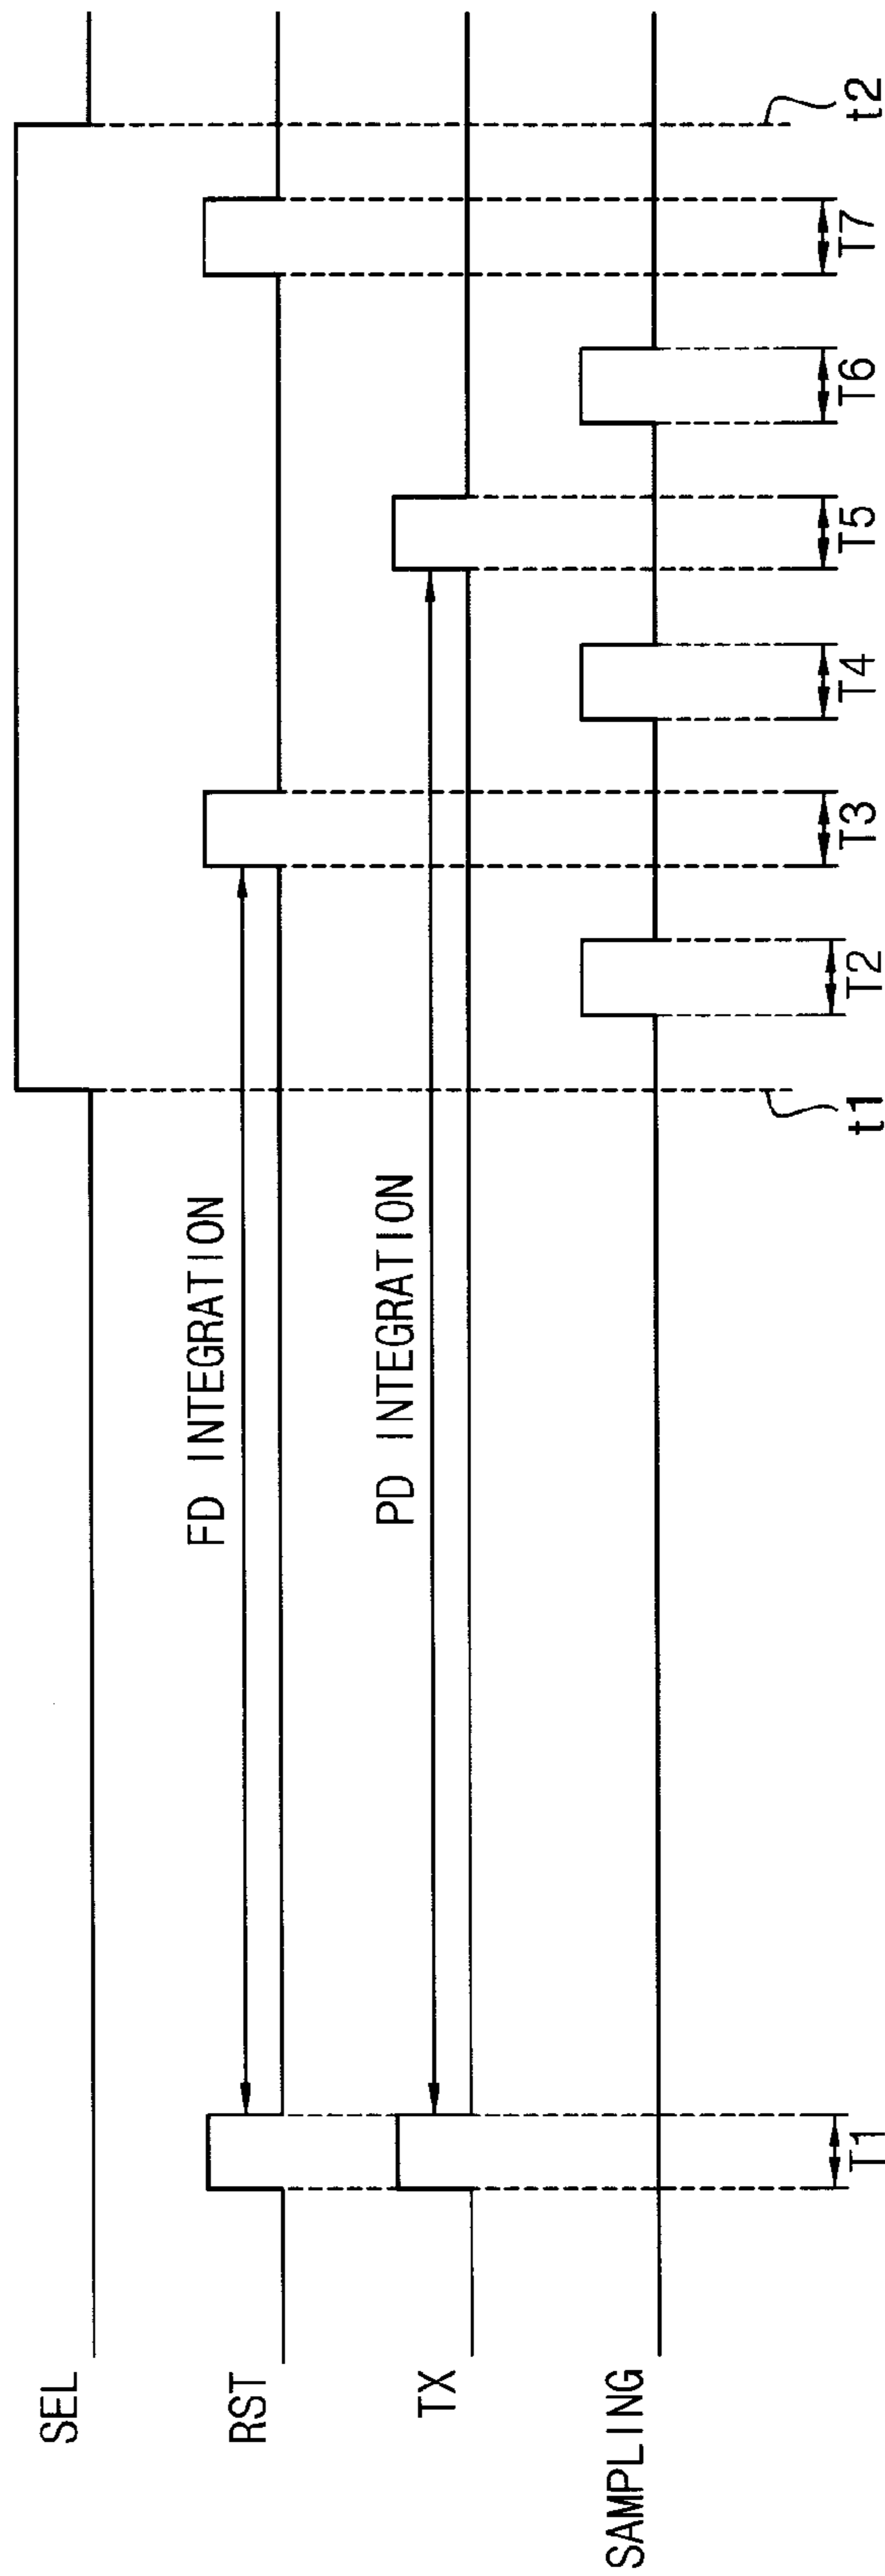 SEL
RST
FD INTEGRATION
TX
PD INTEGRATION
SAMPLING
T1
t1
T2
T3
T4
T5
T6
T7
t2